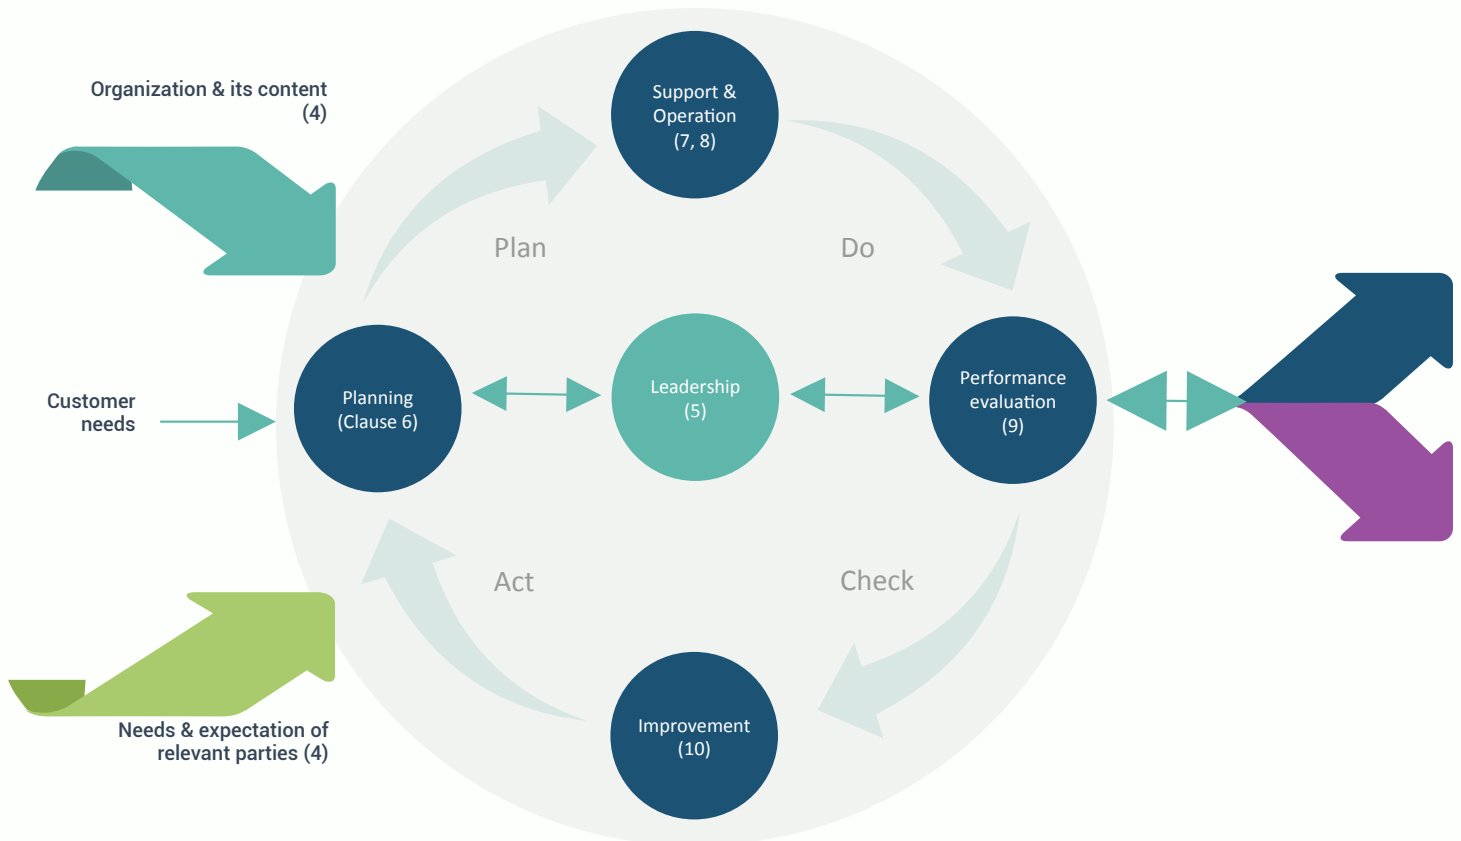 Organization & its content
(4)
Support &
Operation
(7, 8)
Plan
Do
Customer
needs
Planning
(Clause 6)
Leadership
(5)
Performance
evaluation
(9)
Act
Check
Needs & expectation of
relevant parties (4)
Improvement
(10)